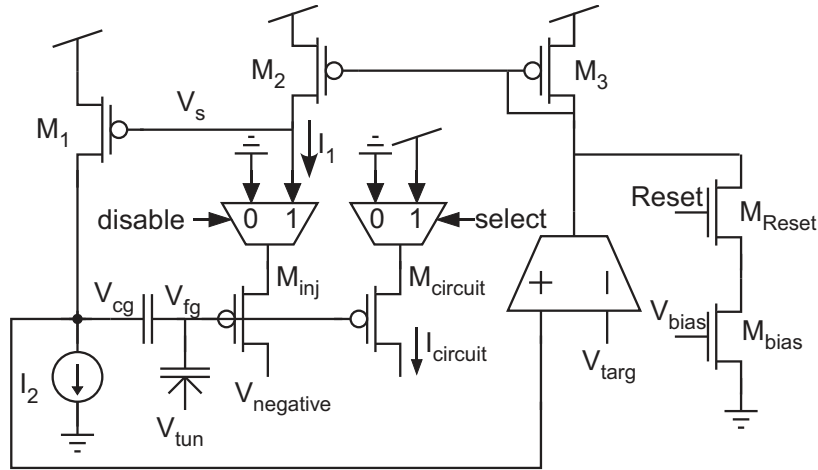 M2
M3
Vs
M1
I1
Reset
MReset
disable
0 1
0 1
select
Minj
Mcircuit
+ −
Vcg
Vfg
Vbias
Mbias
Icircuit
I2
Vnegative
Vtarg
Vtun